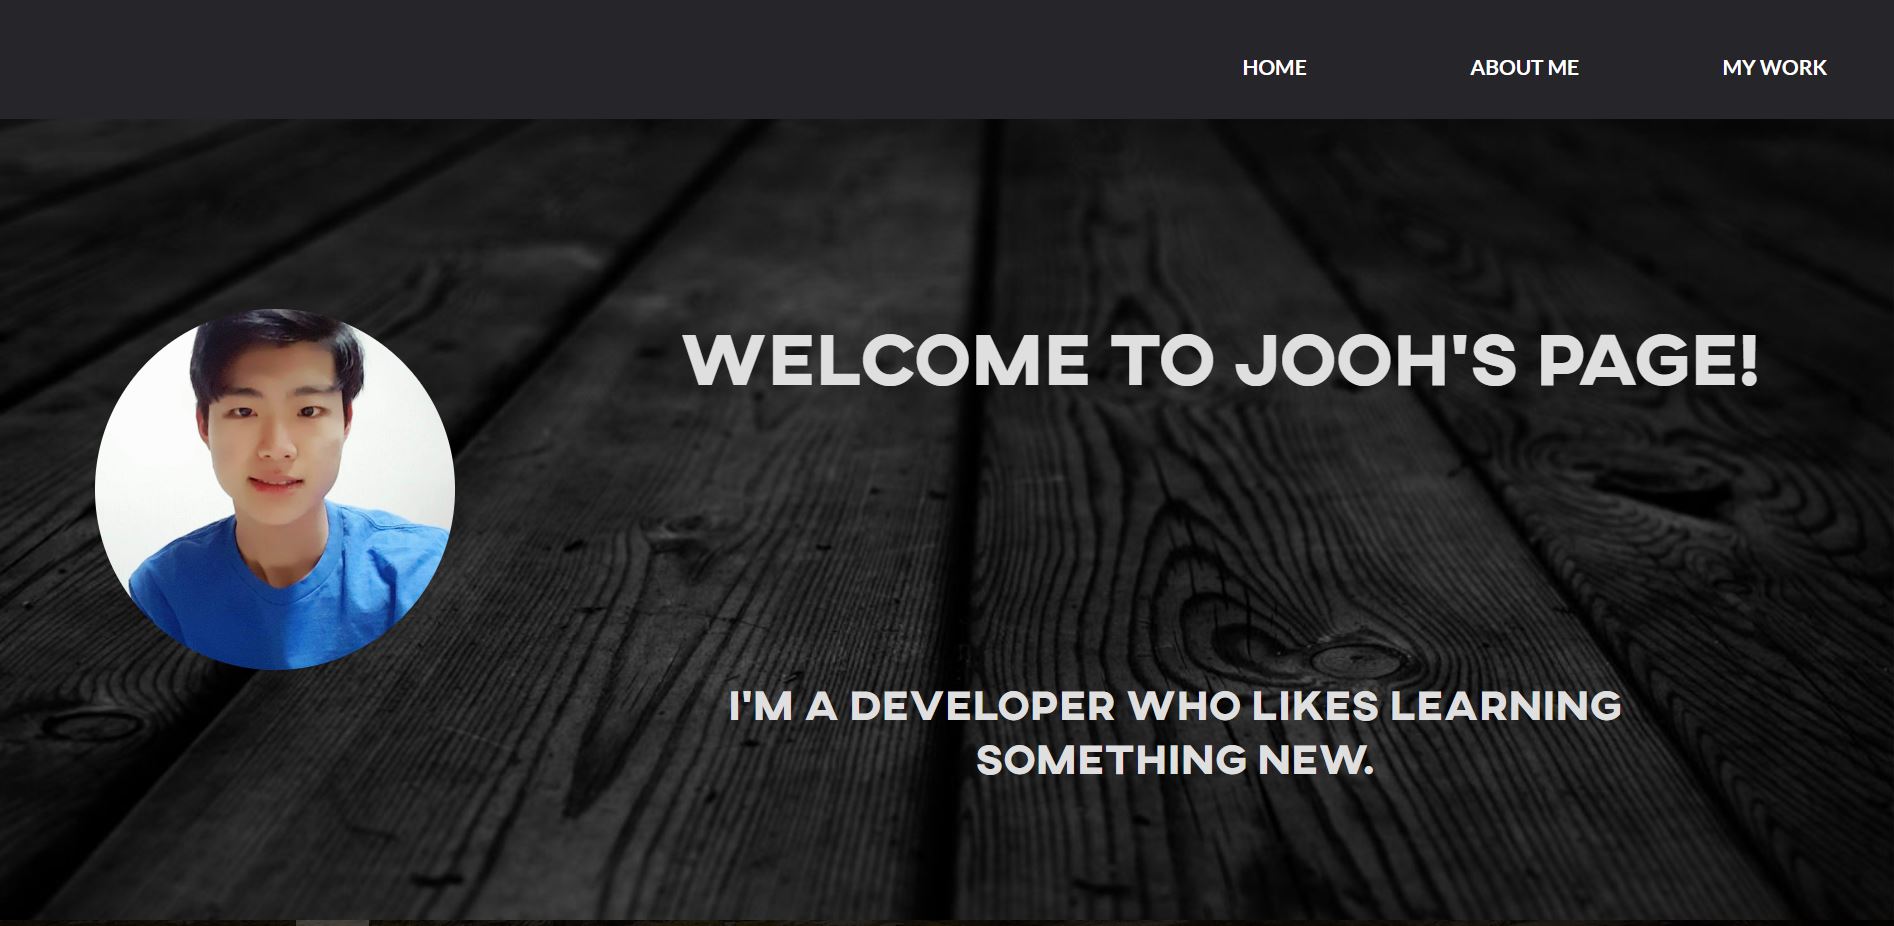 HOME ABOUT ME MY WORK
WELCOME TO JOOH'S PAGE!
I'M A DEVELOPER WHO LIKES LEARNING
SOMETHING NEW.